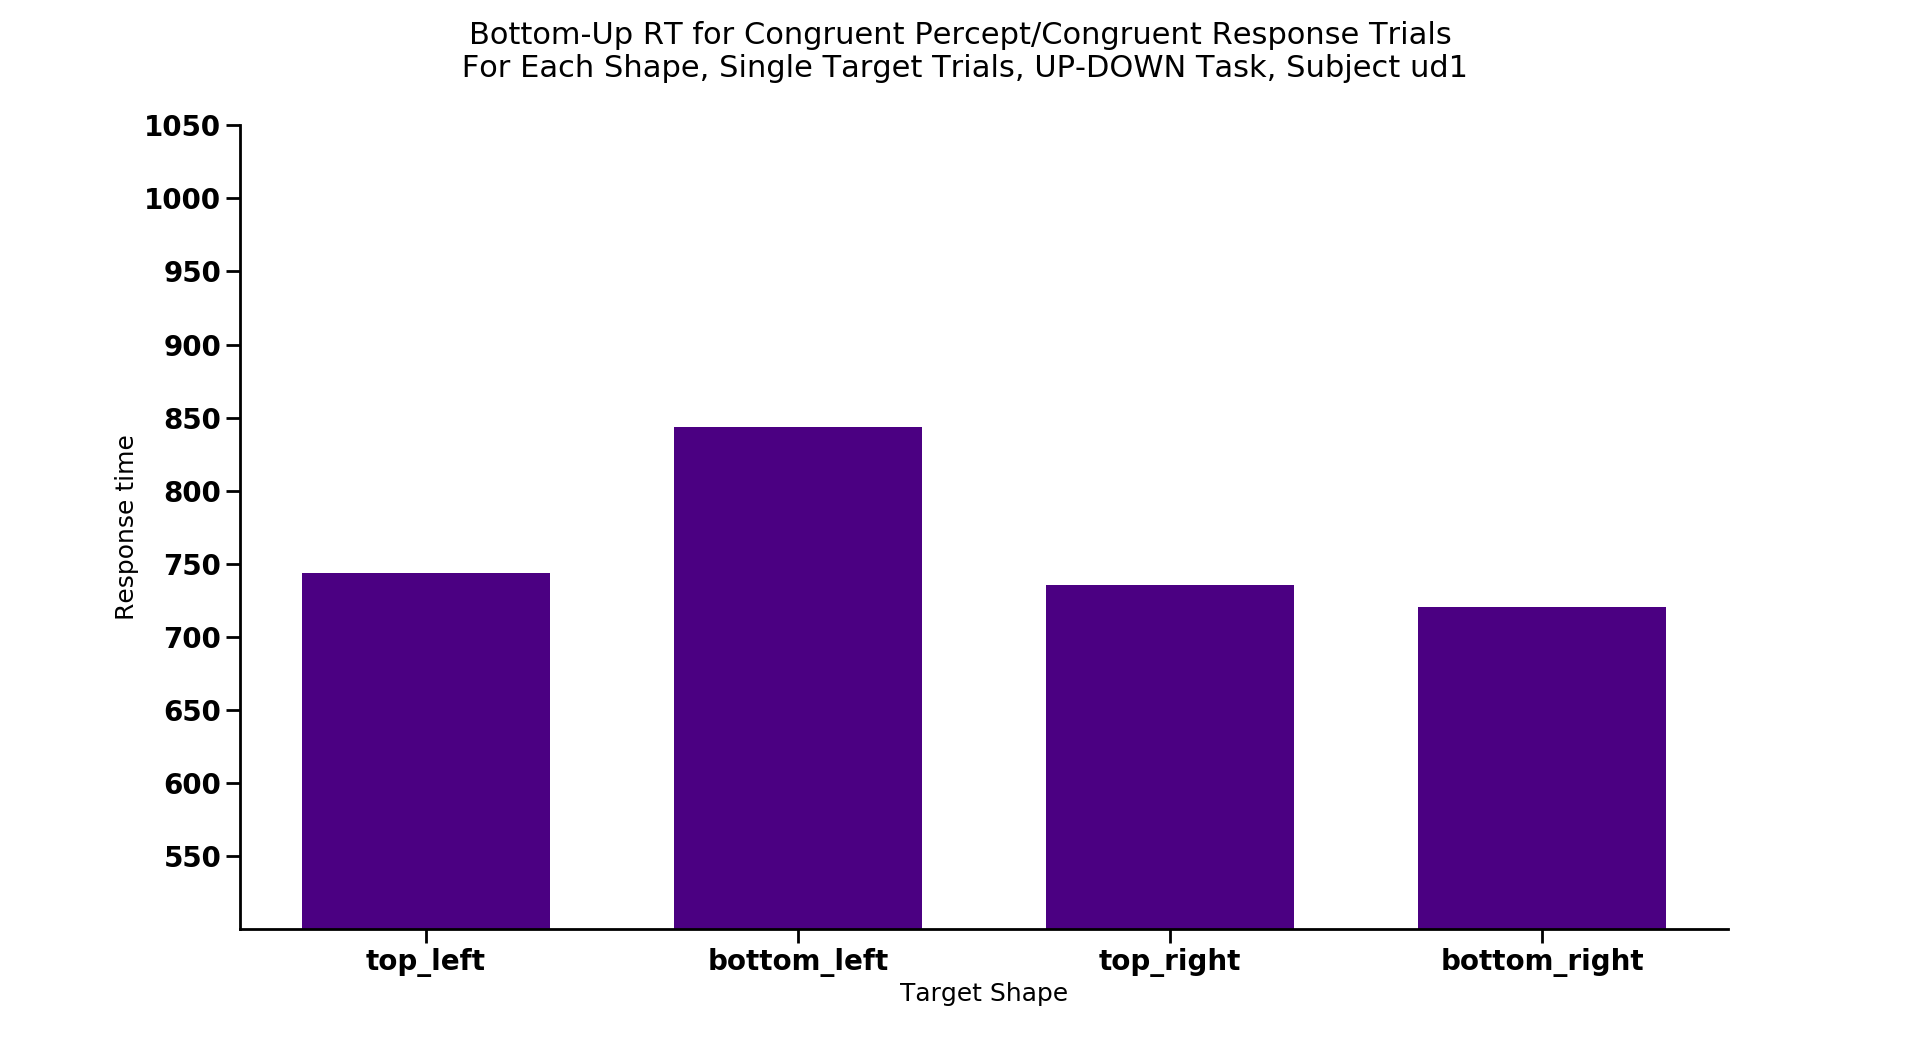 Bottom-Up RT for Congruent Percept/Congruent Response Trials
For Each Shape, Single Target Trials, UP-DOWN Task, Subject ud1
1050
1000
950
900
850
800
750
700
650
600
550
Response time
top_left
bottom_left
top_right
bottom_right
Target Shape